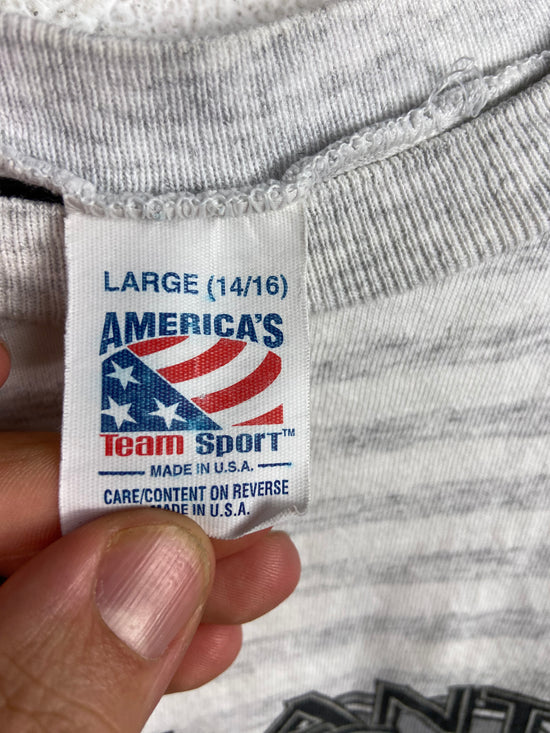 LARGE (14/16)
AMERICA'S
Team Sport™
MADE IN U.S.A.
CARE/CONTENT ON REVERSE
MADE IN U.S.A.